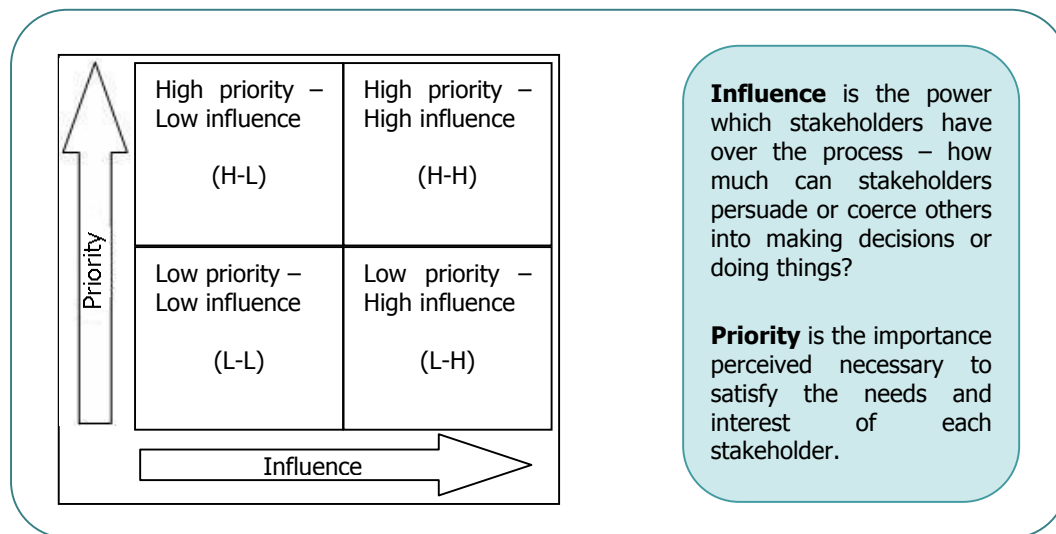 High priority –
Low influence
(H-L)
High priority –
High influence
(H-H)
Low priority –
Low influence
(L-L)
Low priority –
High influence
(L-H)
Priority
Influence
Influence is the power
which stakeholders have
over the process – how
much can stakeholders
persuade or coerce others
into making decisions or
doing things?
Priority is the importance
perceived necessary to
satisfy the needs and
interest of each
stakeholder.